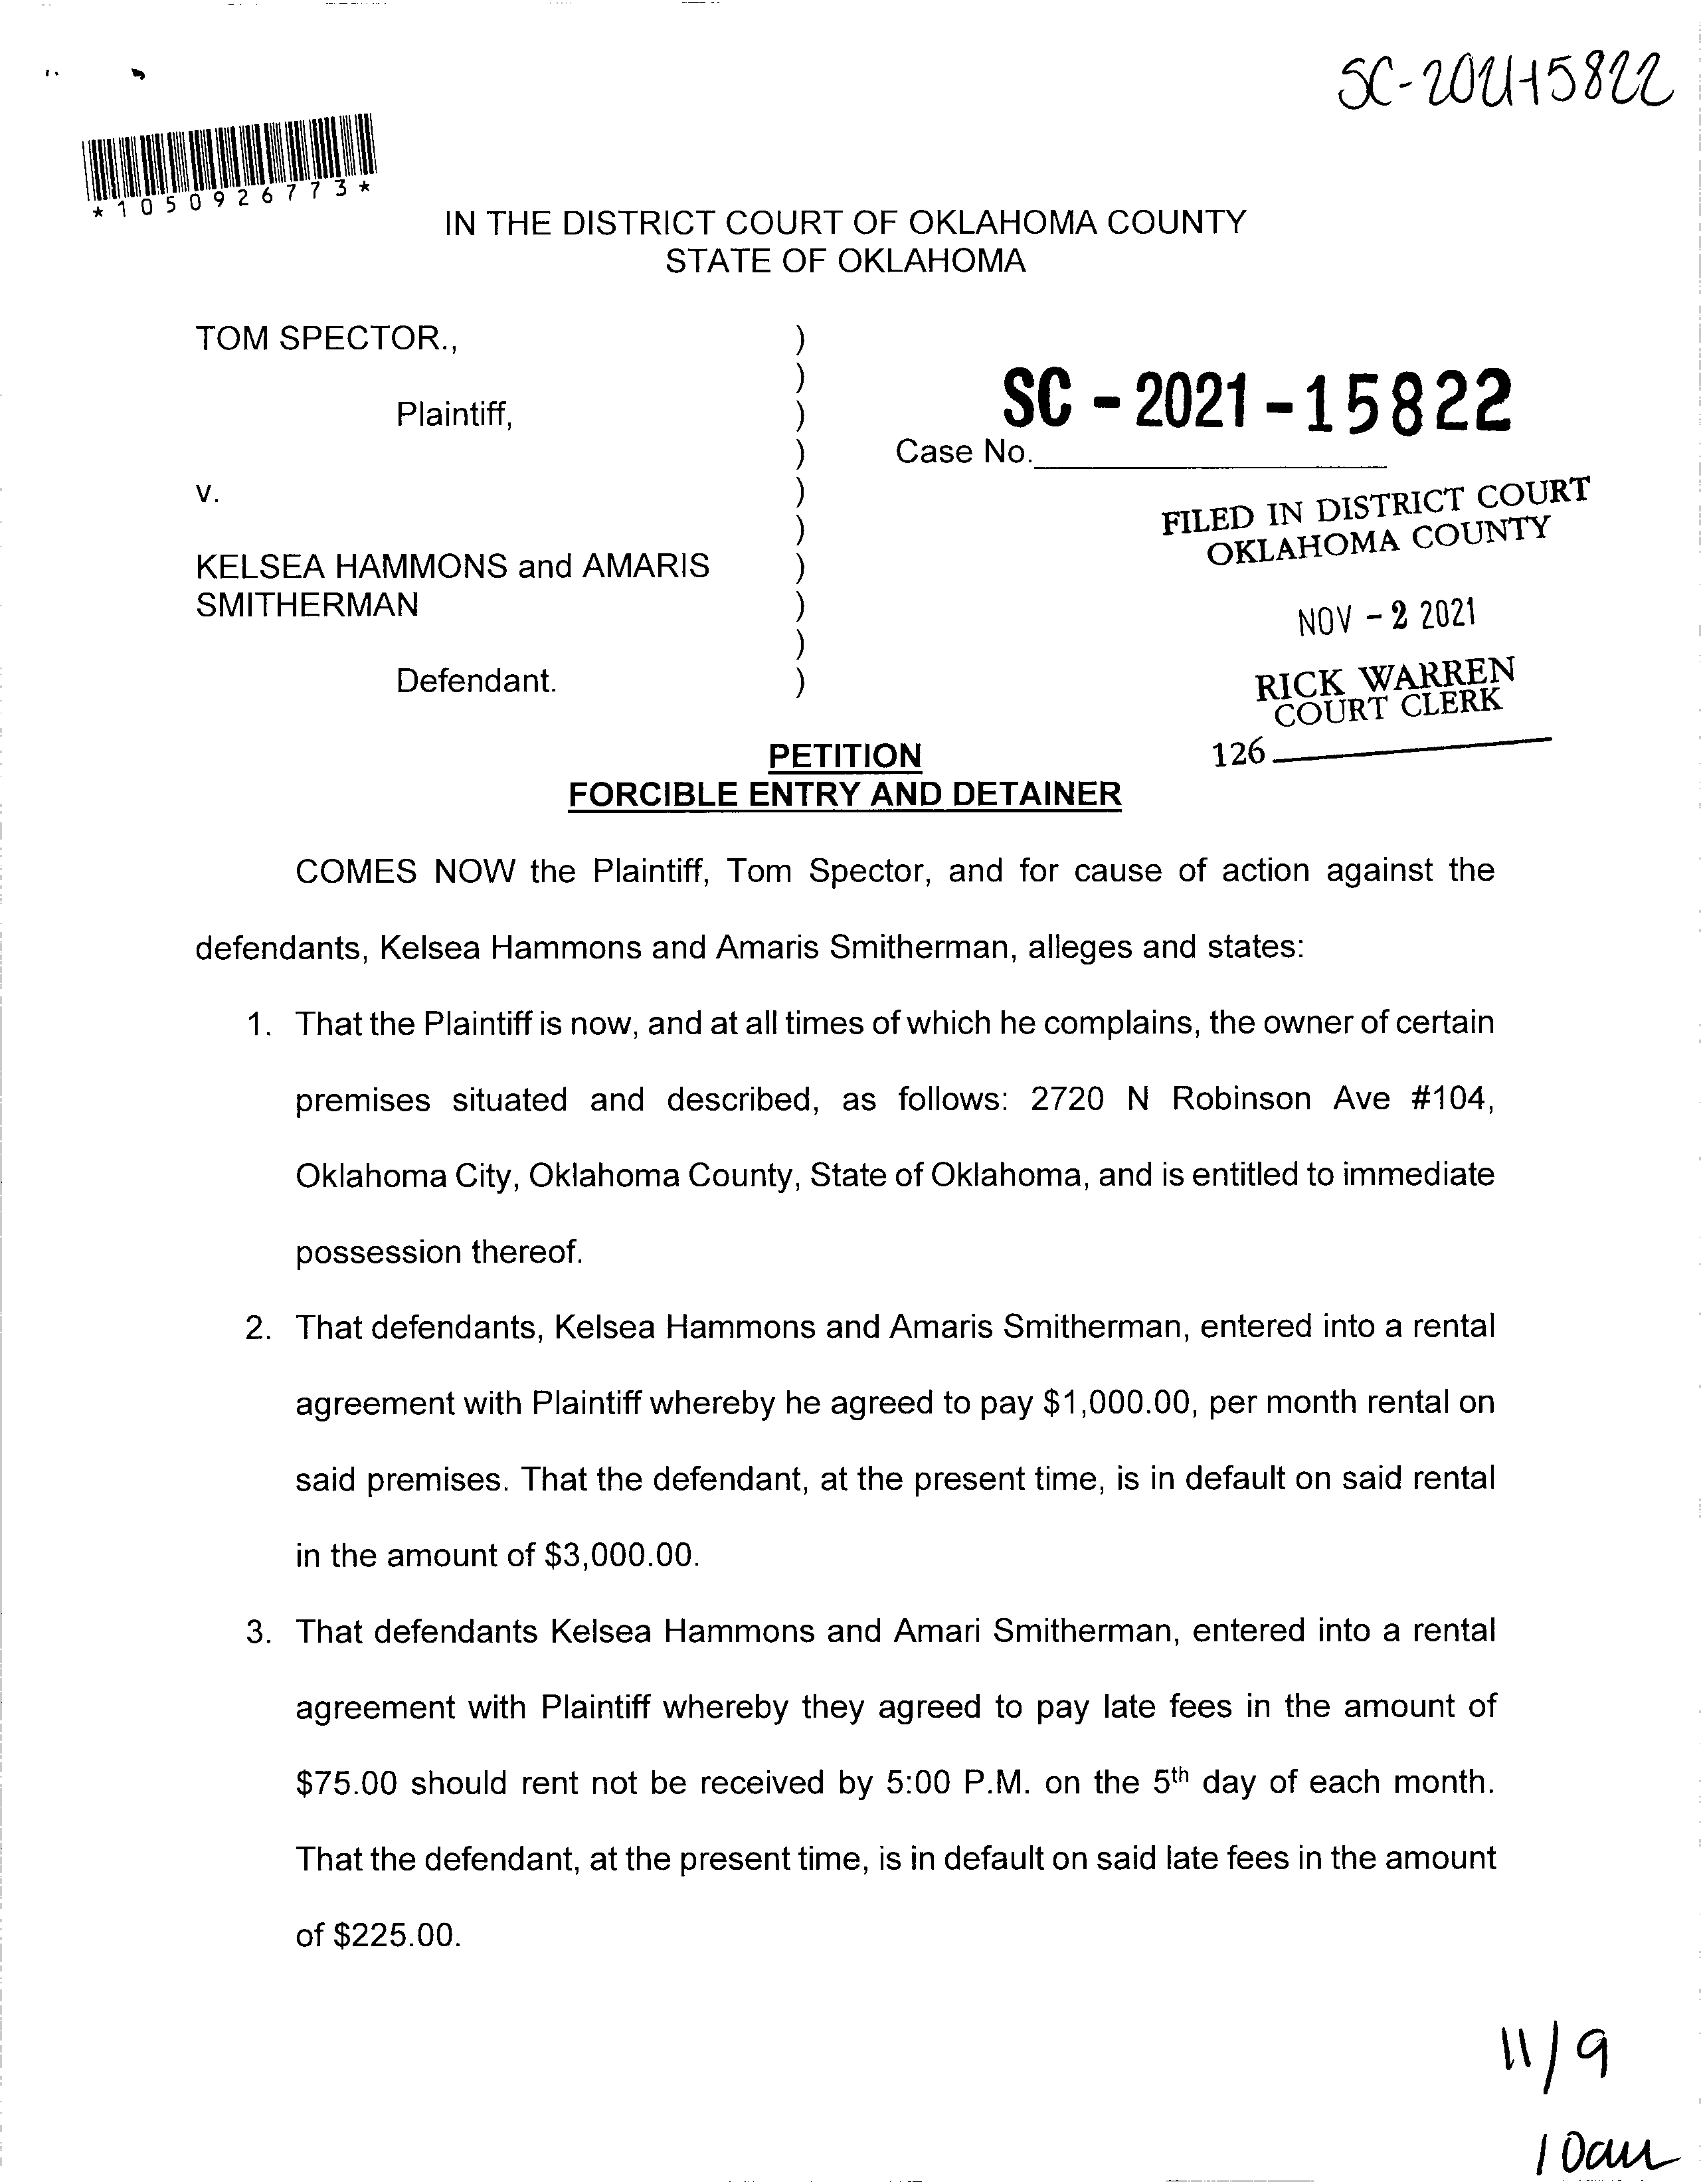 SC-2021-15822
*1050926773*
IN THE DISTRICT COURT OF OKLAHOMA COUNTY
STATE OF OKLAHOMA
TOM SPECTOR.,
)
)
Plaintiff,
)
SC - 2021 - 15822
)
Case No.
v.
)
FILED IN DISTRICT COURT
)
OKLAHOMA COUNTY
KELSEA HAMMONS and AMARIS
)
SMITHERMAN
)
NOV - 2 2021
)
Defendant.
)
RICK WARREN
COURT CLERK
PETITION
126
FORCIBLE ENTRY AND DETAINER
COMES NOW the Plaintiff, Tom Spector, and for cause of action against the
defendants, Kelsea Hammons and Amaris Smitherman, alleges and states:
1. That the Plaintiff is now, and at all times of which he complains, the owner of certain
premises situated and described, as follows: 2720 N Robinson Ave #104,
Oklahoma City, Oklahoma County, State of Oklahoma, and is entitled to immediate
possession thereof.
2. That defendants, Kelsea Hammons and Amaris Smitherman, entered into a rental
agreement with Plaintiff whereby he agreed to pay $1,000.00, per month rental on
said premises. That the defendant, at the present time, is in default on said rental
in the amount of $3,000.00.
3. That defendants Kelsea Hammons and Amari Smitherman, entered into a rental
agreement with Plaintiff whereby they agreed to pay late fees in the amount of
$75.00 should rent not be received by 5:00 P.M. on the 5th day of each month.
That the defendant, at the present time, is in default on said late fees in the amount
of $225.00.
11/9
10am